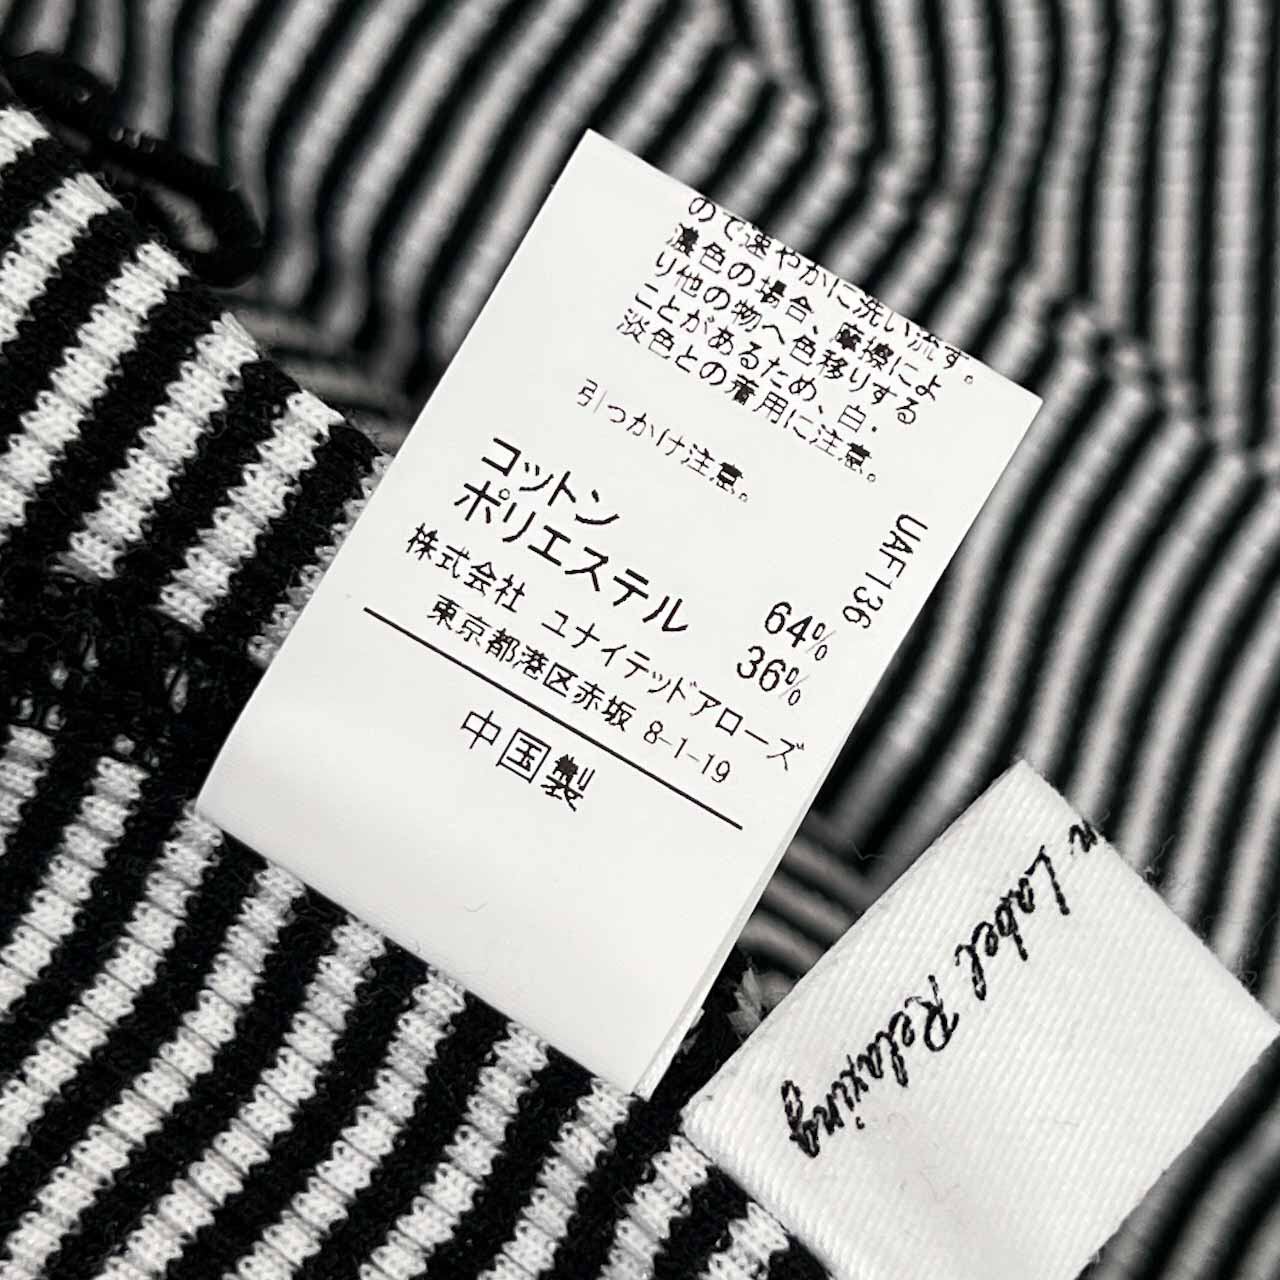 ので速やかに洗い流す。
濃色の場合、摩擦によ
り他の物へ色移りする
ことがあるため、白・
淡色との着用に注意。
引っかけ注意。
UAF136
コットン 64%
ポリエステル 36%
株式会社 ユナイテッドアローズ
東京都港区赤坂 8-1-19
中国製
Label Relaxing